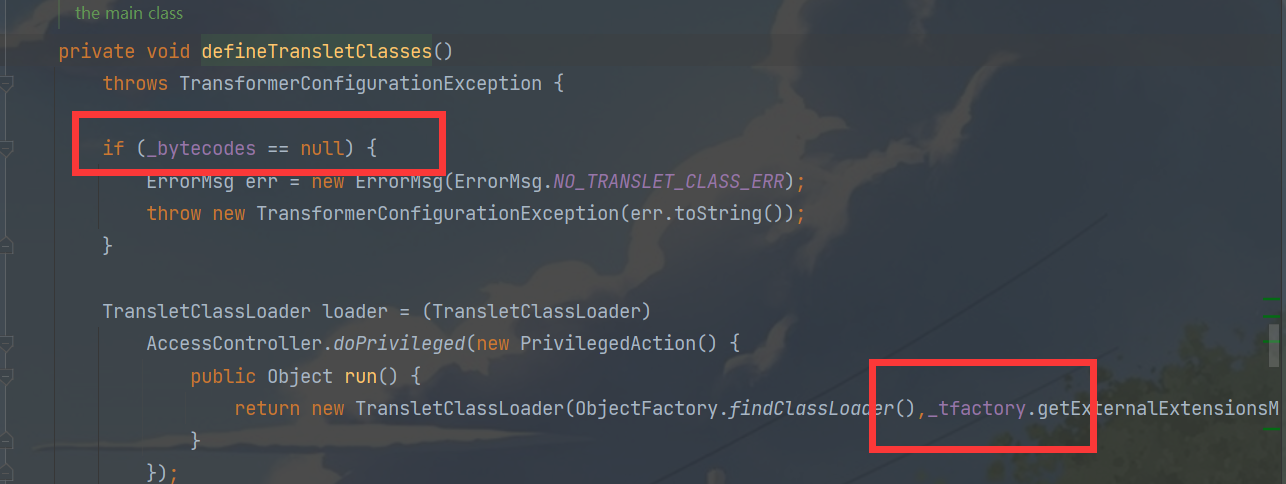 the main class
private void defineTransletClasses()
throws TransformerConfigurationException {
if (_bytecodes == null) {
ErrorMsg err = new ErrorMsg(ErrorMsg.NO_TRANSLET_CLASS_ERR);
throw new TransformerConfigurationException(err.toString());
}
TransletClassLoader loader = (TransletClassLoader)
AccessController.doPrivileged(new PrivilegedAction() {
public Object run() {
return new TransletClassLoader(ObjectFactory.findClassLoader(),_tfactory.getExternalExtensionsM
}
});